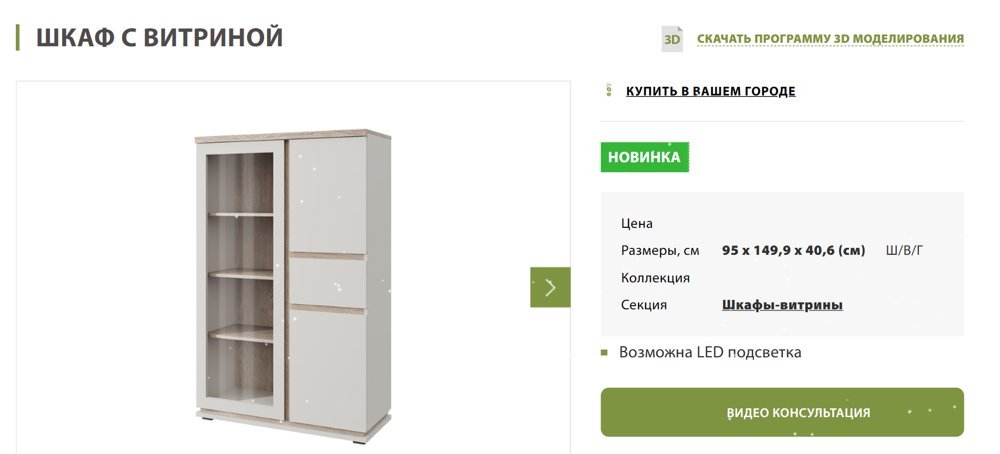 ШКАФ С ВИТРИНОЙ
3D
СКАЧАТЬ ПРОГРАММУ 3D МОДЕЛИРОВАНИЯ
КУПИТЬ В ВАШЕМ ГОРОДЕ
НОВИНКА
Цена
Размеры, см 95 x 149,9 x 40,6 (см) Ш/В/Г
Коллекция
Секция Шкафы-витрины
Возможна LED подсветка
ВИДЕО КОНСУЛЬТАЦИЯ